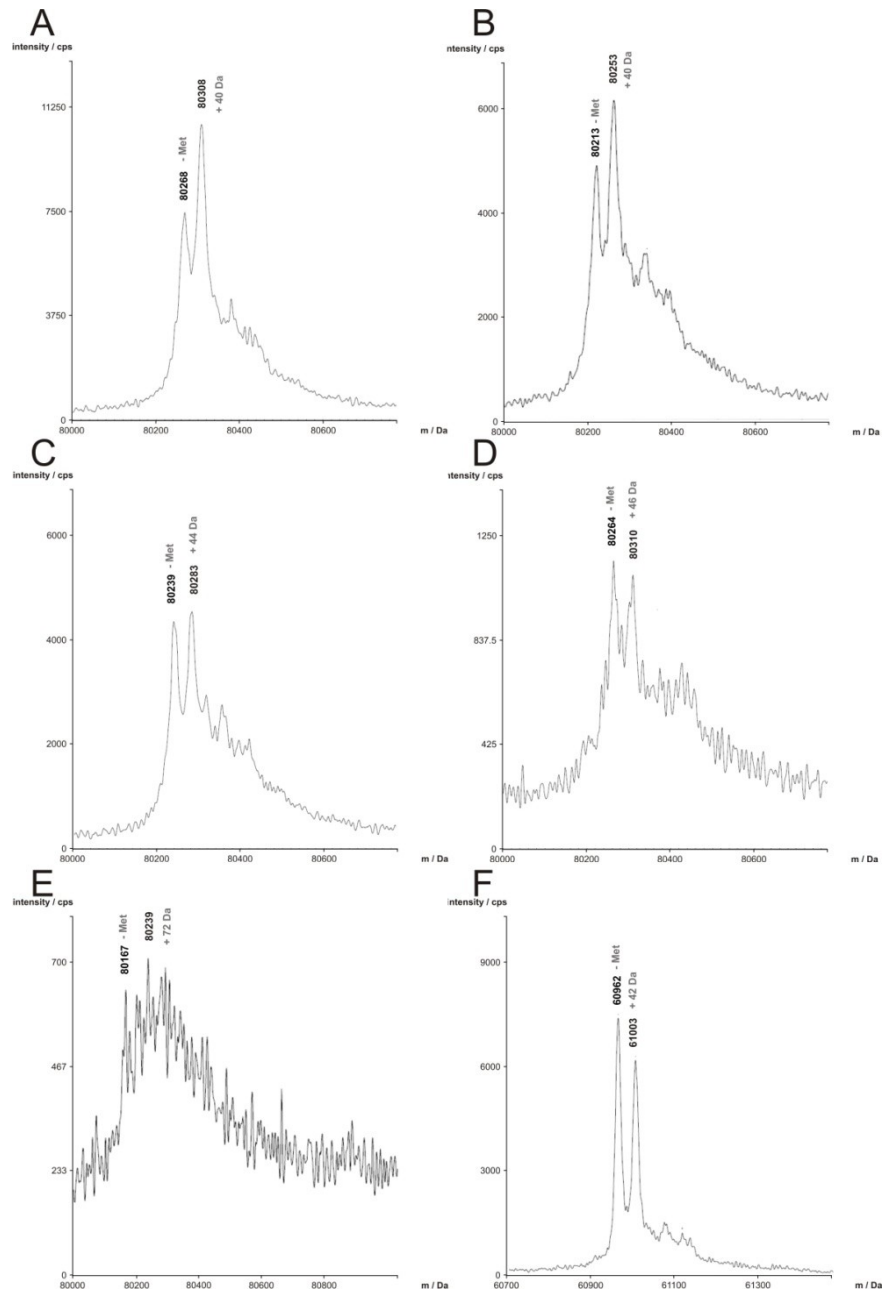 A
intensity / cps
11250
7500
3750
0
80268 - Met
80308
+ 40 Da
80000
80200
80400
80600
m / Da
B
ntensity / cps
6000
4000
2000
0
80213 - Met
80253
+ 40 Da
80000
80200
80400
80600
m / Da
C
intensity / cps
6000
4000
2000
0
80239 - Met
80283 + 44 Da
80000
80200
80400
80600
m / Da
D
ntensity / cps
1250
837.5
425
0
80264 - Met
80310 + 46 Da
80000
80200
80400
80600
m / Da
E
intensity / cps
700
467
233
0
80167 - Met
80239
+ 72 Da
80000
80200
80400
80600
80800
m / Da
F
intensity / cps
9000
6000
3000
0
60962 - Met
61003 + 42 Da
60700
60900
61100
61300
m / Da